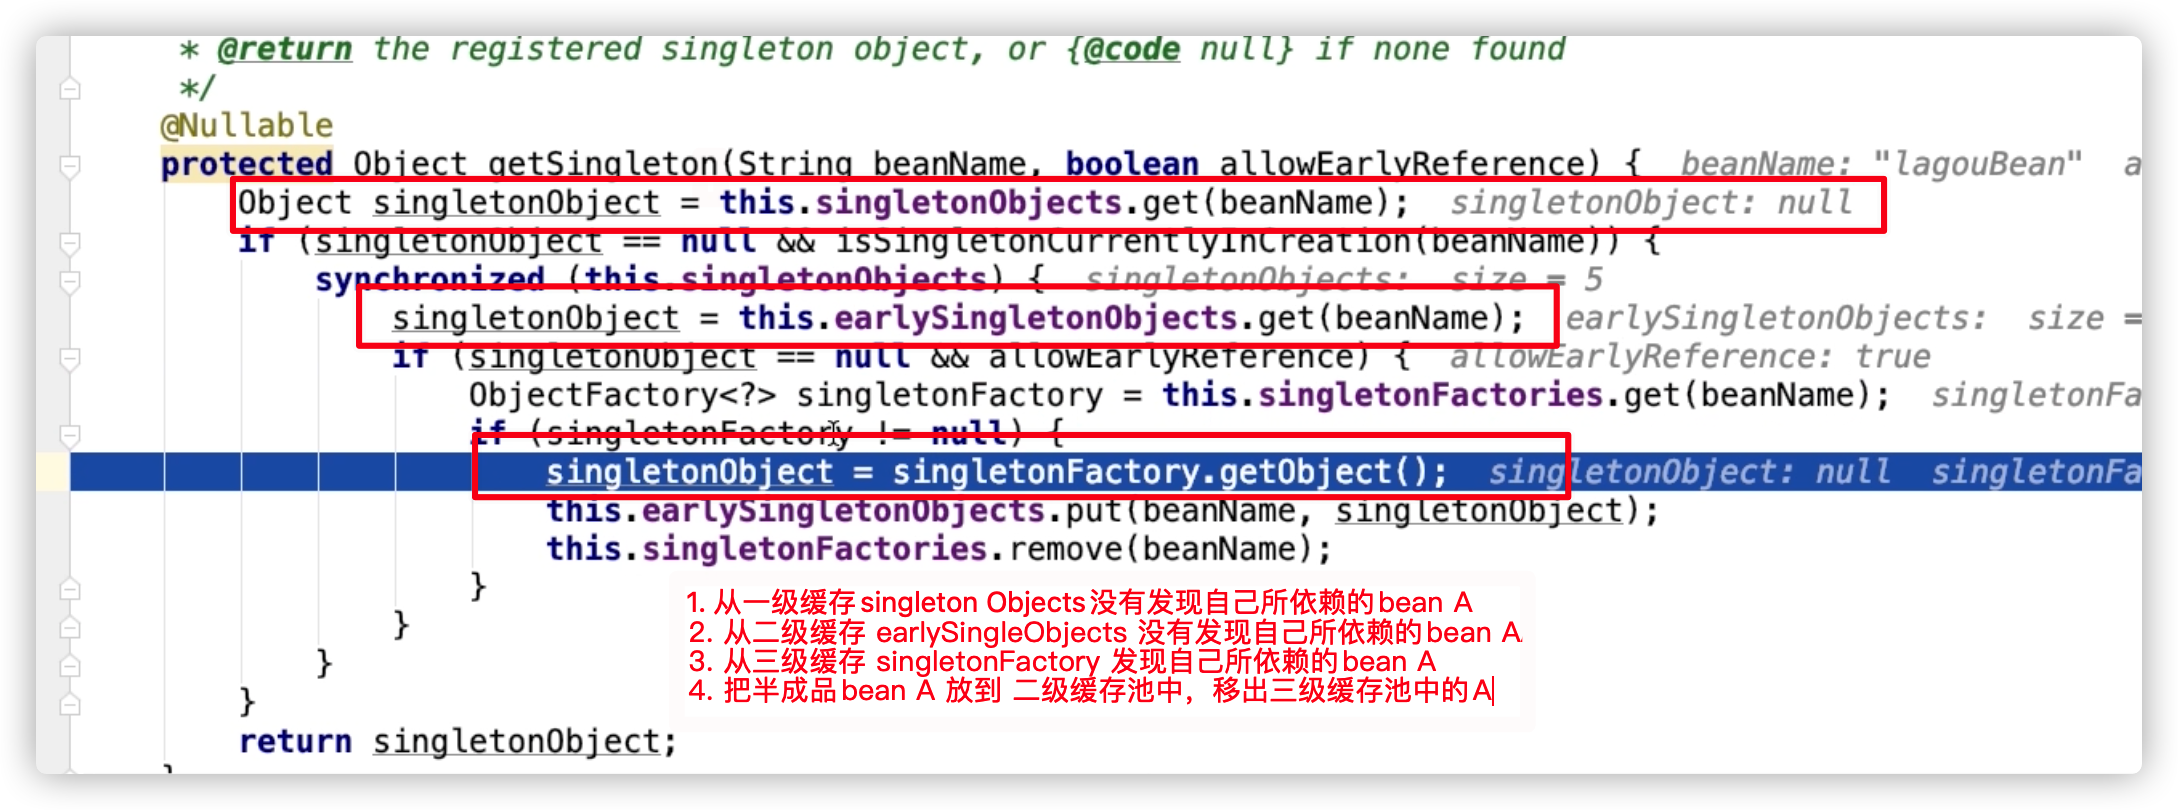 * @return the registered singleton object, or {@code null} if none found
*/
@Nullable
protected Object getSingleton(String beanName, boolean allowEarlyReference) { beanName: "lagouBean" a
Object singletonObject = this.singletonObjects.get(beanName); singletonObject: null
if (singletonObject == null && isSingletonCurrentlyInCreation(beanName)) {
synchronized (this.singletonObjects) { singletonObjects: size = 5
singletonObject = this.earlySingletonObjects.get(beanName); earlySingletonObjects: size =
if (singletonObject == null && allowEarlyReference) { allowEarlyReference: true
ObjectFactory<?> singletonFactory = this.singletonFactories.get(beanName); singletonFa
if (singletonFactory != null) {
singletonObject = singletonFactory.getObject(); singletonObject: null singletonFa
this.earlySingletonObjects.put(beanName, singletonObject);
this.singletonFactories.remove(beanName);
}
1. 从一级缓存singleton Objects没有发现自己所依赖的bean A
}
2. 从二级缓存 earlySingleObjects 没有发现自己所依赖的bean A
3. 从三级缓存 singletonFactory 发现自己所依赖的bean A
}
4. 把半成品bean A 放到 二级缓存池中，移出三级缓存池中的A
}
return singletonObject;
}